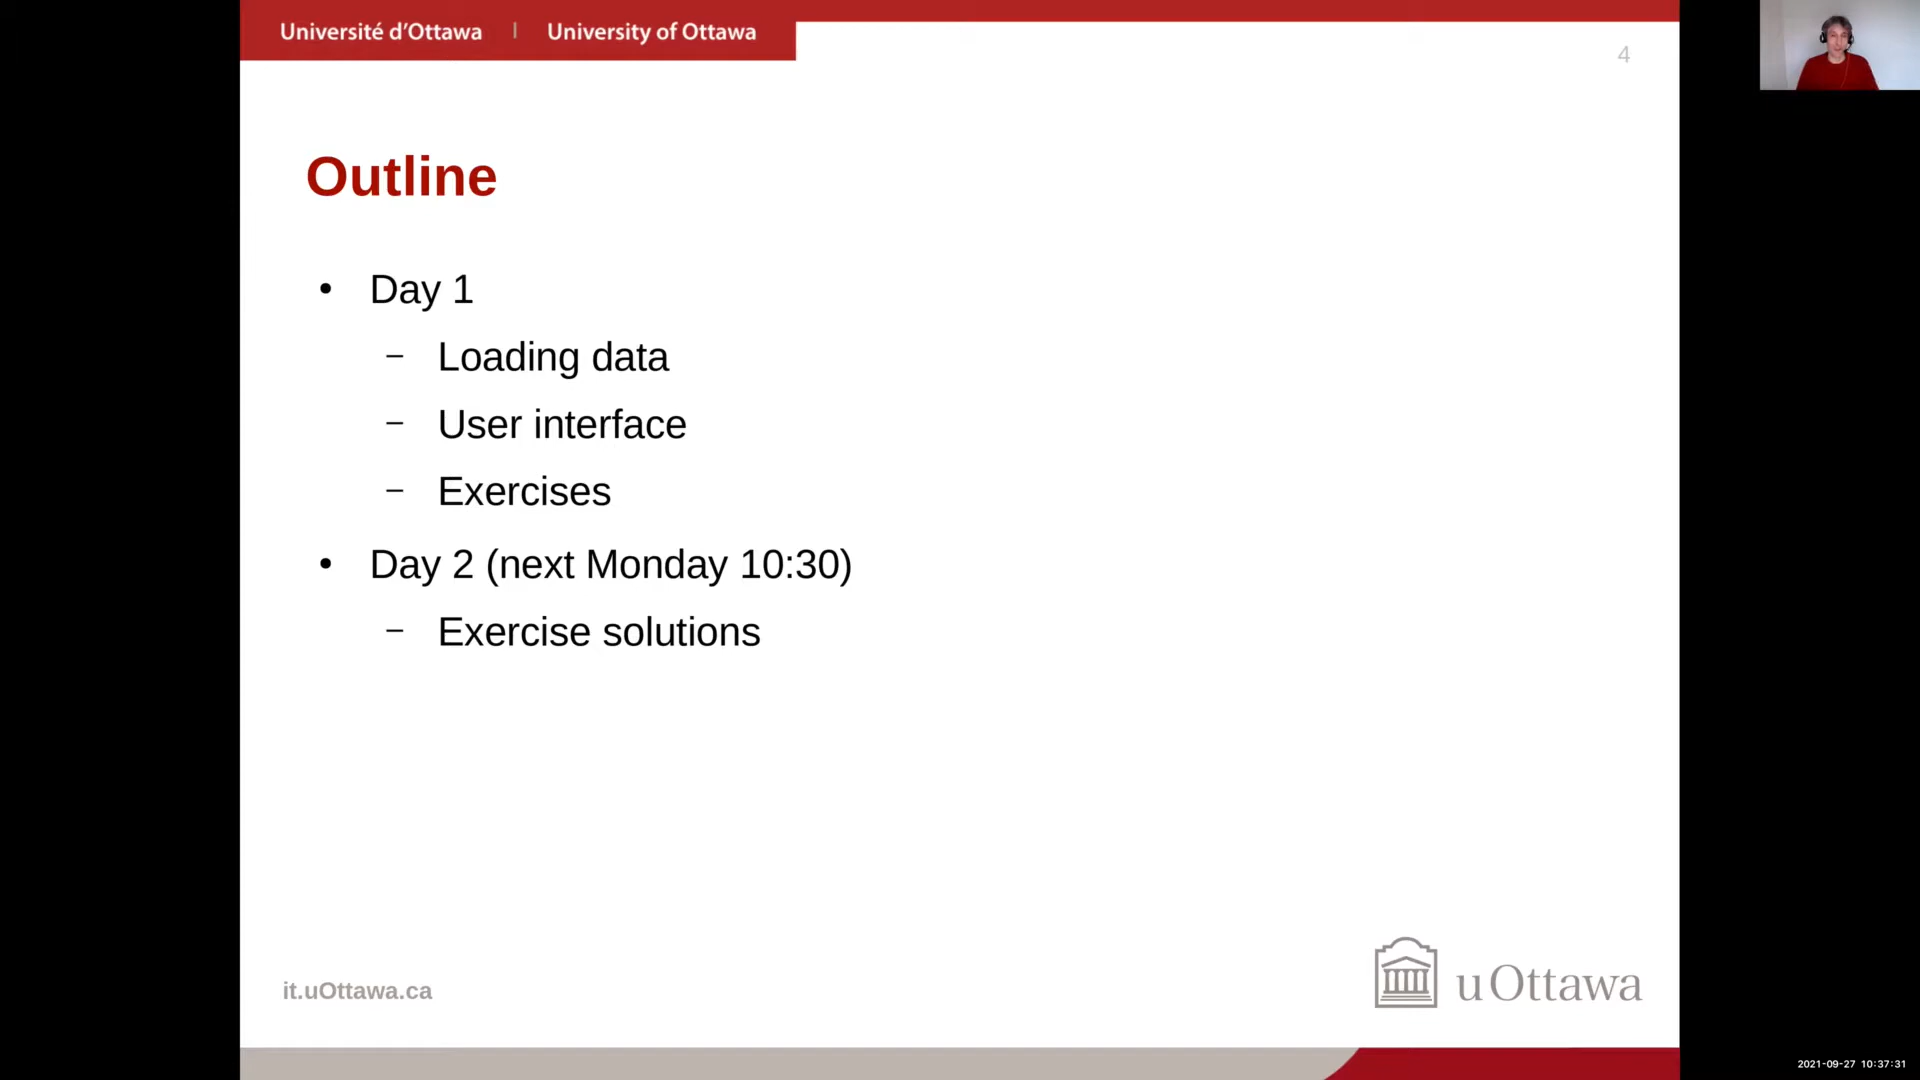 Université d'Ottawa | University of Ottawa
4
Outline
• Day 1
– Loading data
– User interface
– Exercises
• Day 2 (next Monday 10:30)
– Exercise solutions
it.uOttawa.ca
uOttawa
2021-09-27 10:37:31